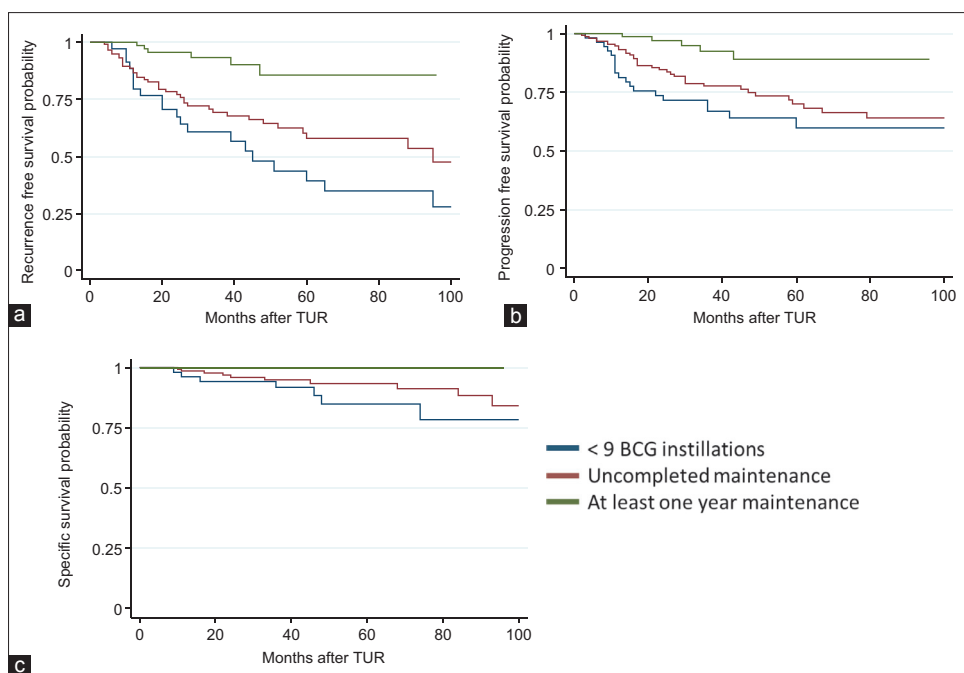 Recurrence free survival probability
1
0.75
0.5
0.25
0
0 20 40 60 80 100
Months after TUR
a
Progression free survival probability
1
0.75
0.5
0.25
0
0 20 40 60 80 100
Months after TUR
b
Specific survival probability
1
0.75
0.5
0.25
0
0 20 40 60 80 100
Months after TUR
c
< 9 BCG instillations
Uncompleted maintenance
At least one year maintenance